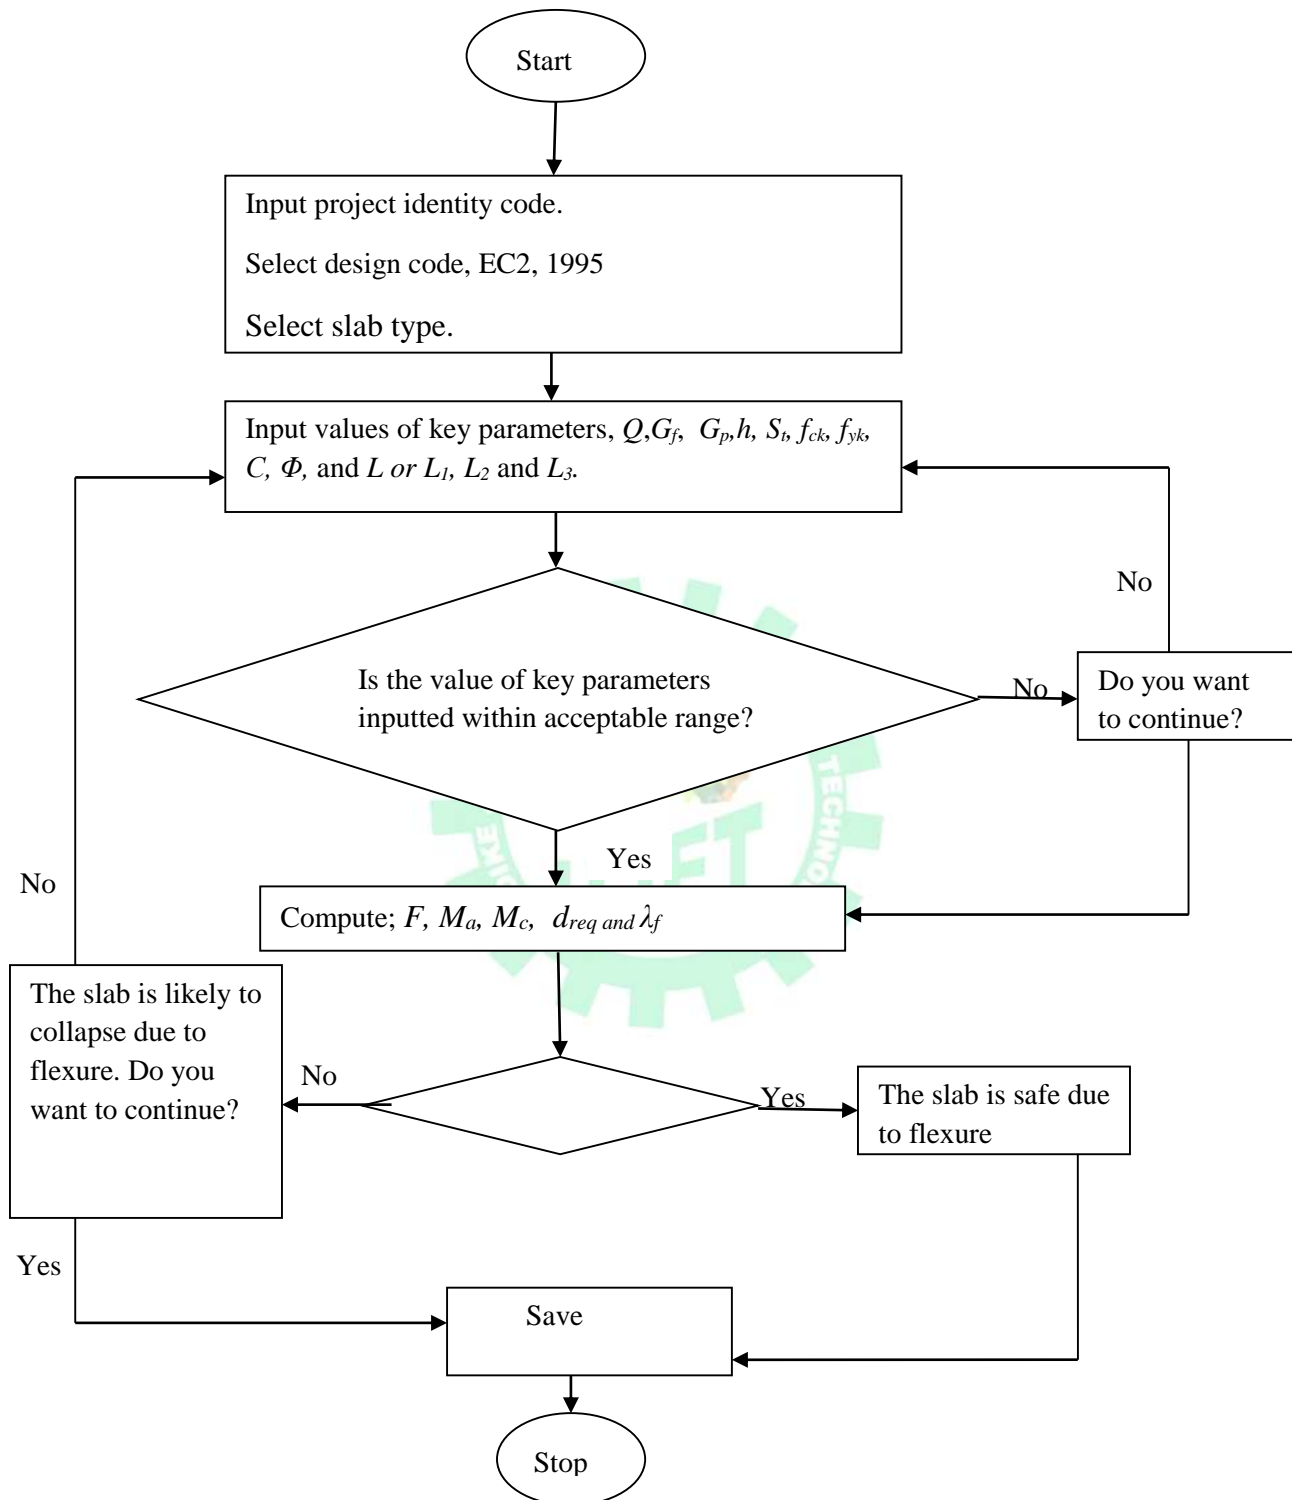 Start
Input project identity code.
Select design code, EC2, 1995
Select slab type.
Input values of key parameters, Q,Gf, Gp,h, St, fck, fyk,
C, Φ, and L or L1, L2 and L3.
No
Is the value of key parameters
inputted within acceptable range?
No
Do you want
to continue?
TECHNO
Yes
No
Compute; F, Ma, Mc, dreq and λf
The slab is likely to
collapse due to
flexure. Do you
want to continue?
No
Yes
The slab is safe due
to flexure
Yes
Save
Stop